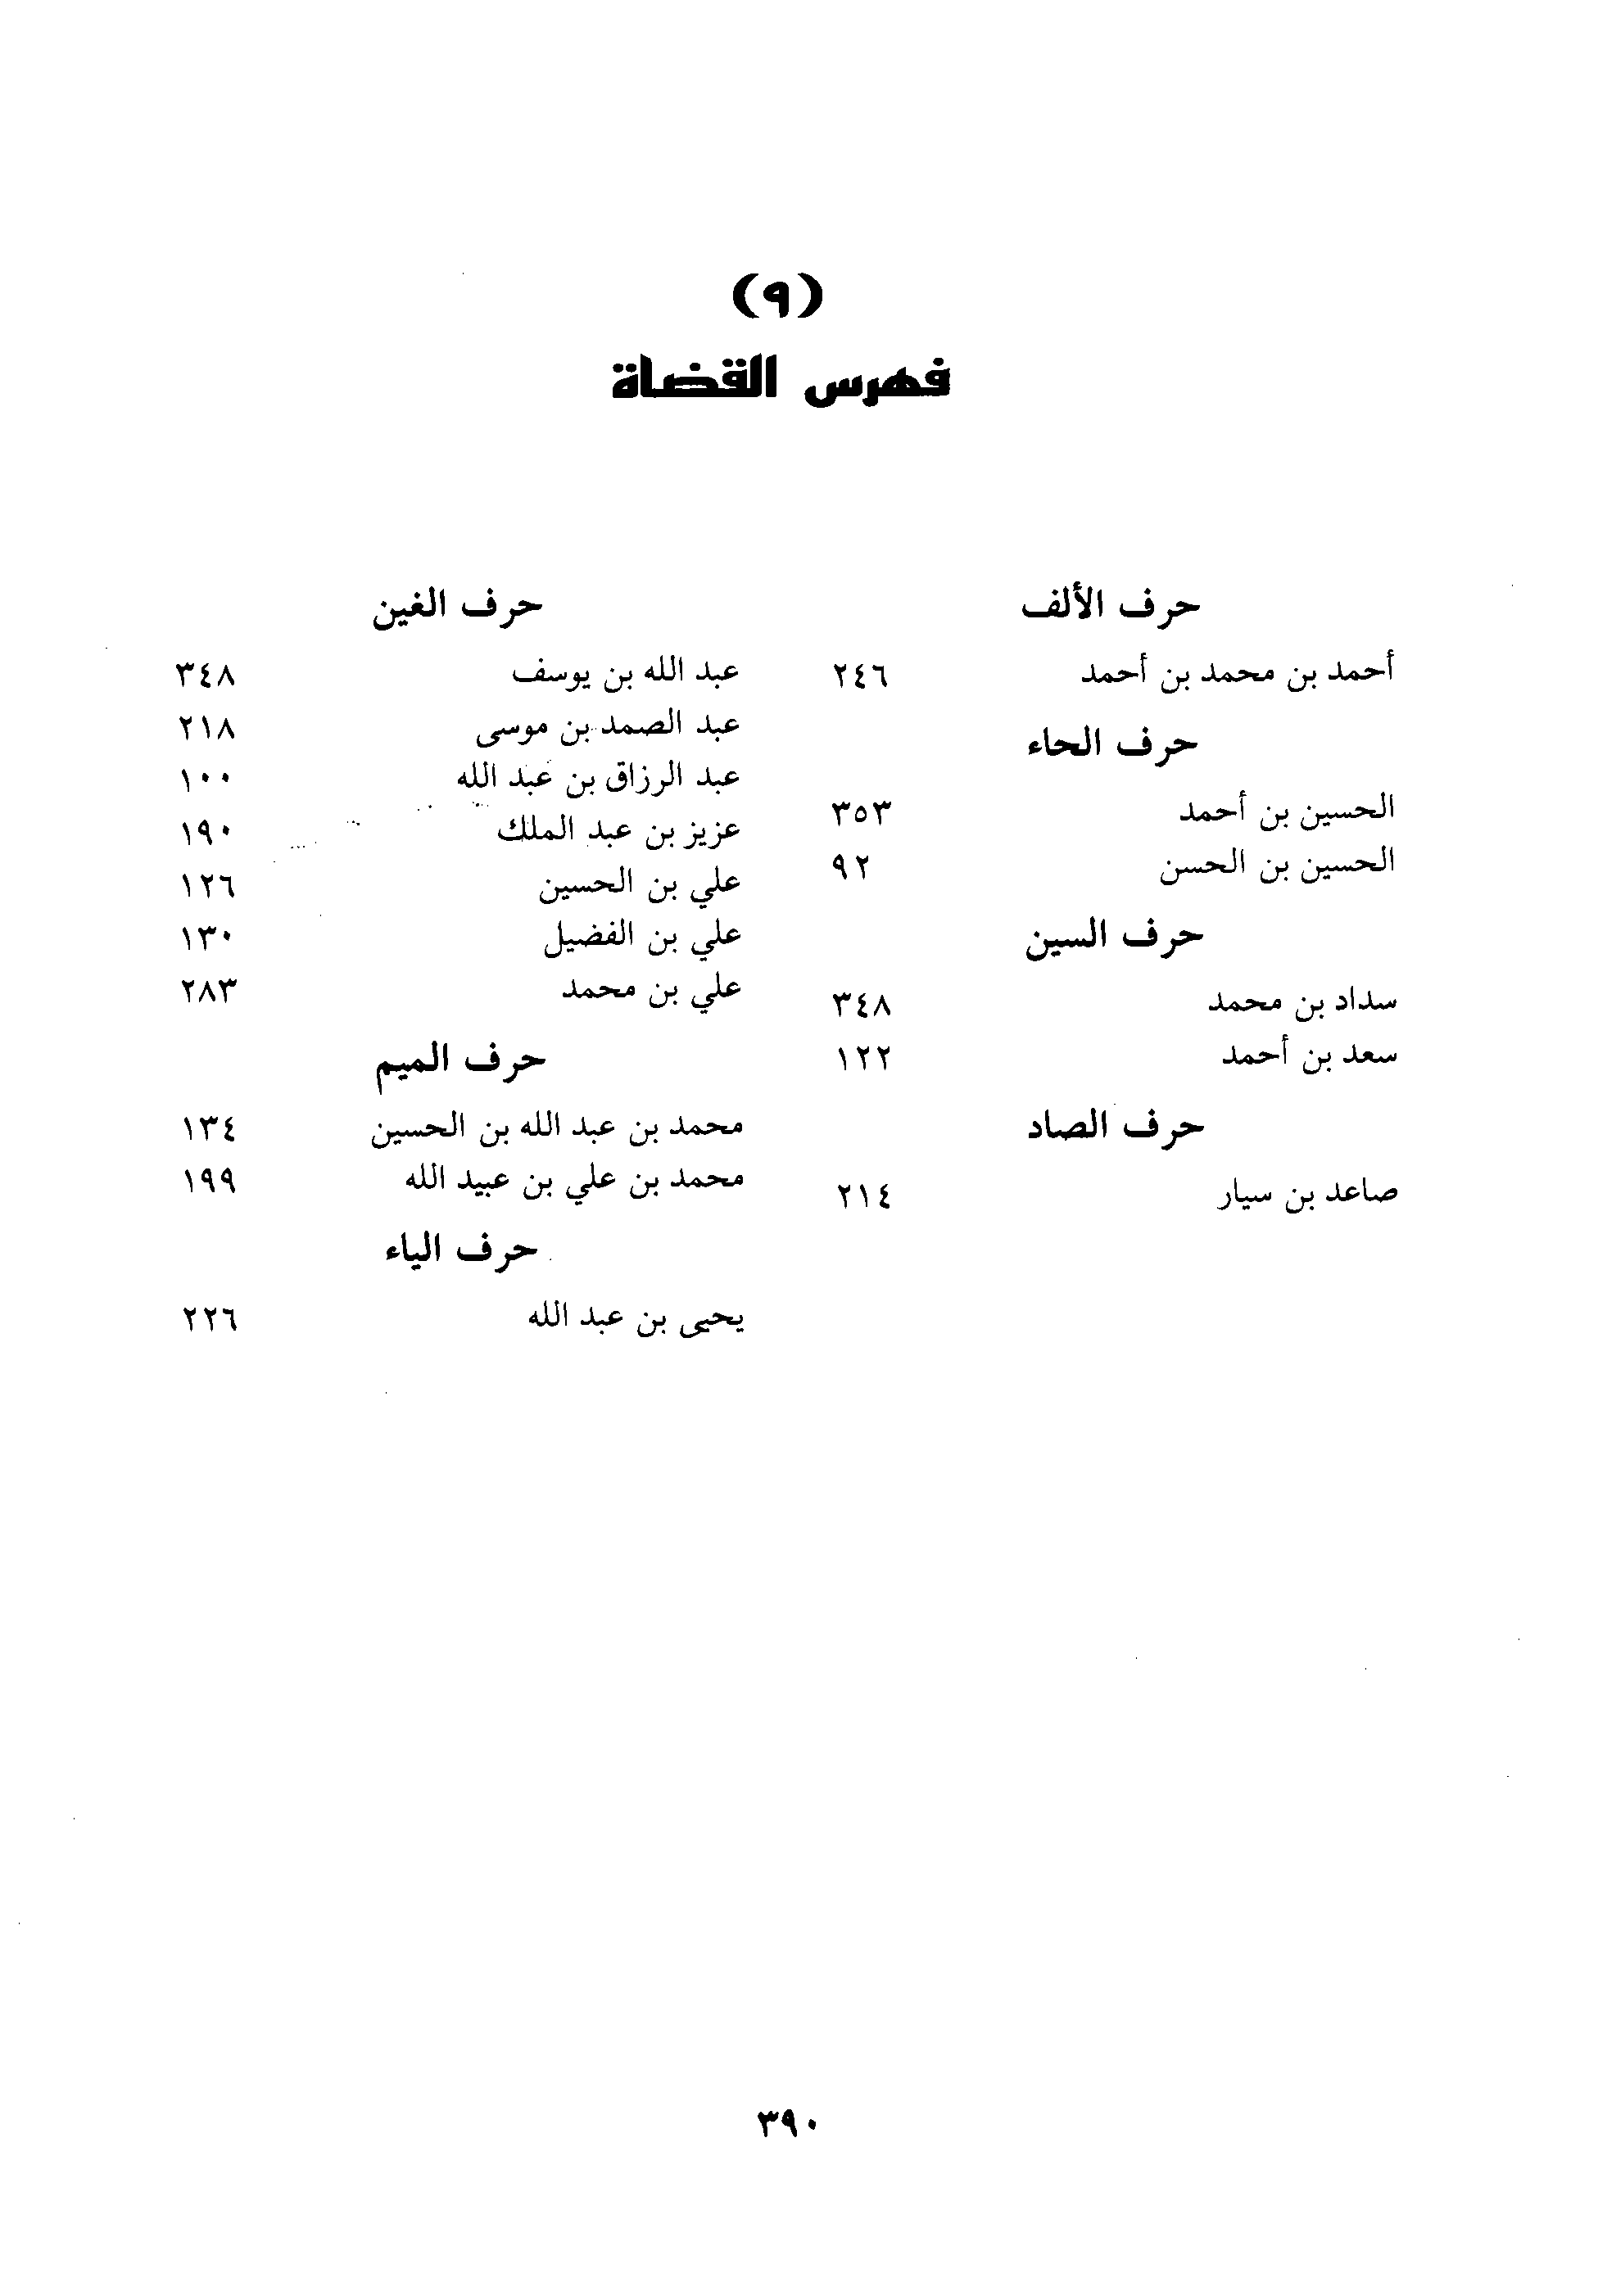 (٩)
فهرس القضاة
حرف الألف
أحمد بن محمد بن أحمد ٢٤٦
حرف الحاء
الحسين بن أحمد ٣٥٣
الحسين بن الحسن ٩٢
حرف السين
سداد بن محمد ٣٤٨
سعد بن أحمد ١٢٢
حرف الصاد
صاعد بن سيار ٢١٤
حرف الغين
عبد الله بن يوسف ٣٤٨
عبد الصمد بن موسى ٢١٨
عبد الرزاق بن عبد الله ١٠٠
عزيز بن عبد الملك ١٩٠
علي بن الحسين ١٢٦
علي بن الفضيل ١٣٠
علي بن محمد ٢٨٣
حرف الميم
محمد بن عبد الله بن الحسين ١٣٤
محمد بن علي بن عبيد الله ١٩٩
حرف الياء
يحيى بن عبد الله ٢٢٦
٣٩٠